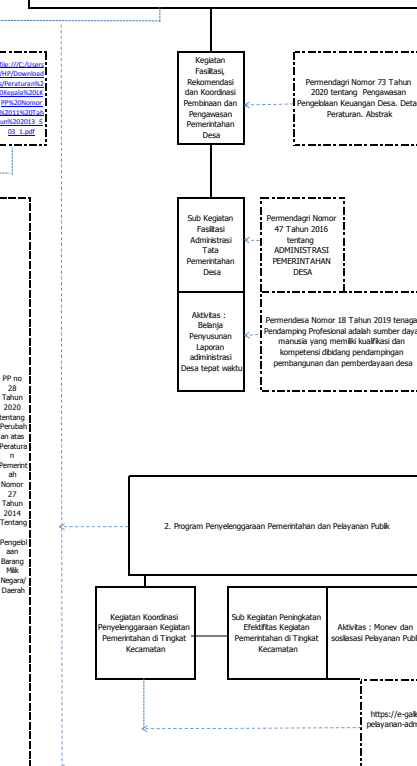 file:///C:/Users
/HP/Download
s/Peraturan%2
0Kepala%20LK
PP%20Nomor
%2011%20Tah
un%202013_5
03_1.pdf
Kegiatan
Fasilitasi,
Rekomendasi
dan Koordinasi
Pembinaan dan
Pengawasan
Pemerintahan
Desa
Permendagri Nomor 73 Tahun
2020 tentang Pengawasan
Pengelolaan Keuangan Desa. Detail
Peraturan. Abstrak
Sub Kegiatan
Fasilitasi
Administrasi
Tata
Pemerintahan
Desa
Permendagri Nomor
47 Tahun 2016
tentang
ADMINISTRASI
PEMERINTAHAN
DESA
Aktivitas :
Belanja
Penyusunan
Laporan
administrasi
Desa tepat waktu
Permendesa Nomor 18 Tahun 2019 tenaga
Pendamping Profesional adalah sumber daya
manusia yang memiliki kualifikasi dan
kompetensi dibidang pendampingan
pembangunan dan pemberdayaan desa
PP no
28
Tahun
2020
tentang
Perubah
an atas
Peratura
n
Pemerint
ah
Nomor
27
Tahun
2014
Tentang
Pengelol
aan
Barang
Milik
Negara/
Daerah
2. Program Penyelenggaraan Pemerintahan dan Pelayanan Publik
Kegiatan Koordinasi
Penyelenggaraan Kegiatan
Pemerintahan di Tingkat
Kecamatan
Sub Kegiatan Peningkatan
Efektifitas Kegiatan
Pemerintahan di Tingkat
Kecamatan
Aktivitas : Monev dan
sosilasasi Pelayanan Publ
https://e-gale
pelayanan-adm